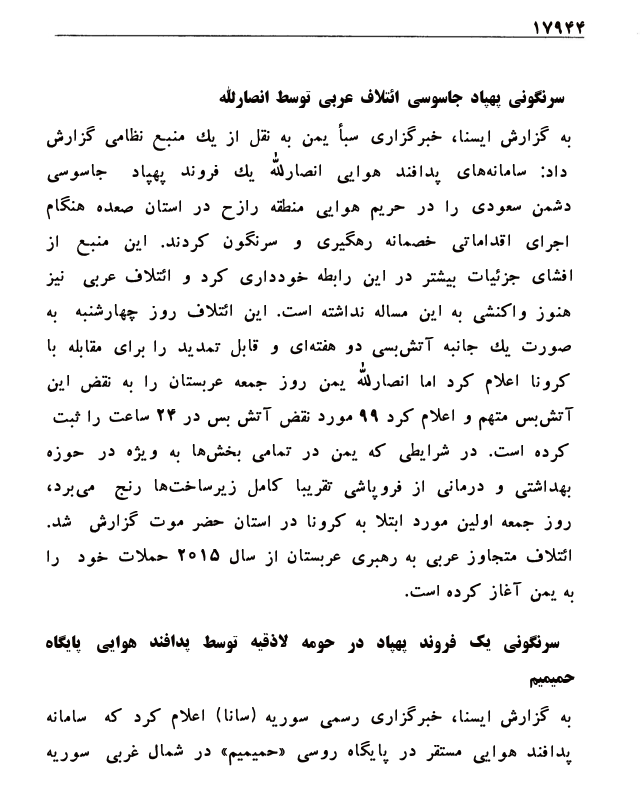 ۱۷۹۴۴
سرنگونی پهپاد جاسوسی ائتلاف عربی توسط انصارالله
به گزارش ایسنا، خبرگزاری سبأ یمن به نقل از یك منبع نظامی گزارش
داد: سامانه‌های پدافند هوایی انصارالله یك فروند پهپاد جاسوسی
دشمن سعودی را در حریم هوایی منطقه رازح در استان صعده هنگام
اجرای اقداماتی خصمانه رهگیری و سرنگون کردند. این منبع از
افشای جزئیات بیشتر در این رابطه خودداری کرد و ائتلاف عربی نیز
هنوز واکنشی به این مساله نداشته است. این ائتلاف روز چهارشنبه به
صورت یك جانبه آتش‌بسی دو هفته‌ای و قابل تمدید را برای مقابله با
کرونا اعلام کرد اما انصارالله یمن روز جمعه عربستان را به نقض این
آتش‌بس متهم و اعلام کرد ۹۹ مورد نقض آتش بس در ۲۴ ساعت را ثبت
کرده است. در شرایطی که یمن در تمامی بخش‌ها به ویژه در حوزه
بهداشتی و درمانی از فروپاشی تقریبا کامل زیرساخت‌ها رنج می‌برد،
روز جمعه اولین مورد ابتلا به کرونا در استان حضر موت گزارش شد.
ائتلاف متجاوز عربی به رهبری عربستان از سال ۲۰۱۵ حملات خود را
به یمن آغاز کرده است.
سرنگونی یک فروند پهپاد در حومه لاذقیه توسط پدافند هوایی پایگاه
حمیمیم
به گزارش ایسنا، خبرگزاری رسمی سوریه (سانا) اعلام کرد که سامانه
پدافند هوایی مستقر در پایگاه روسی «حمیمیم» در شمال غربی سوریه